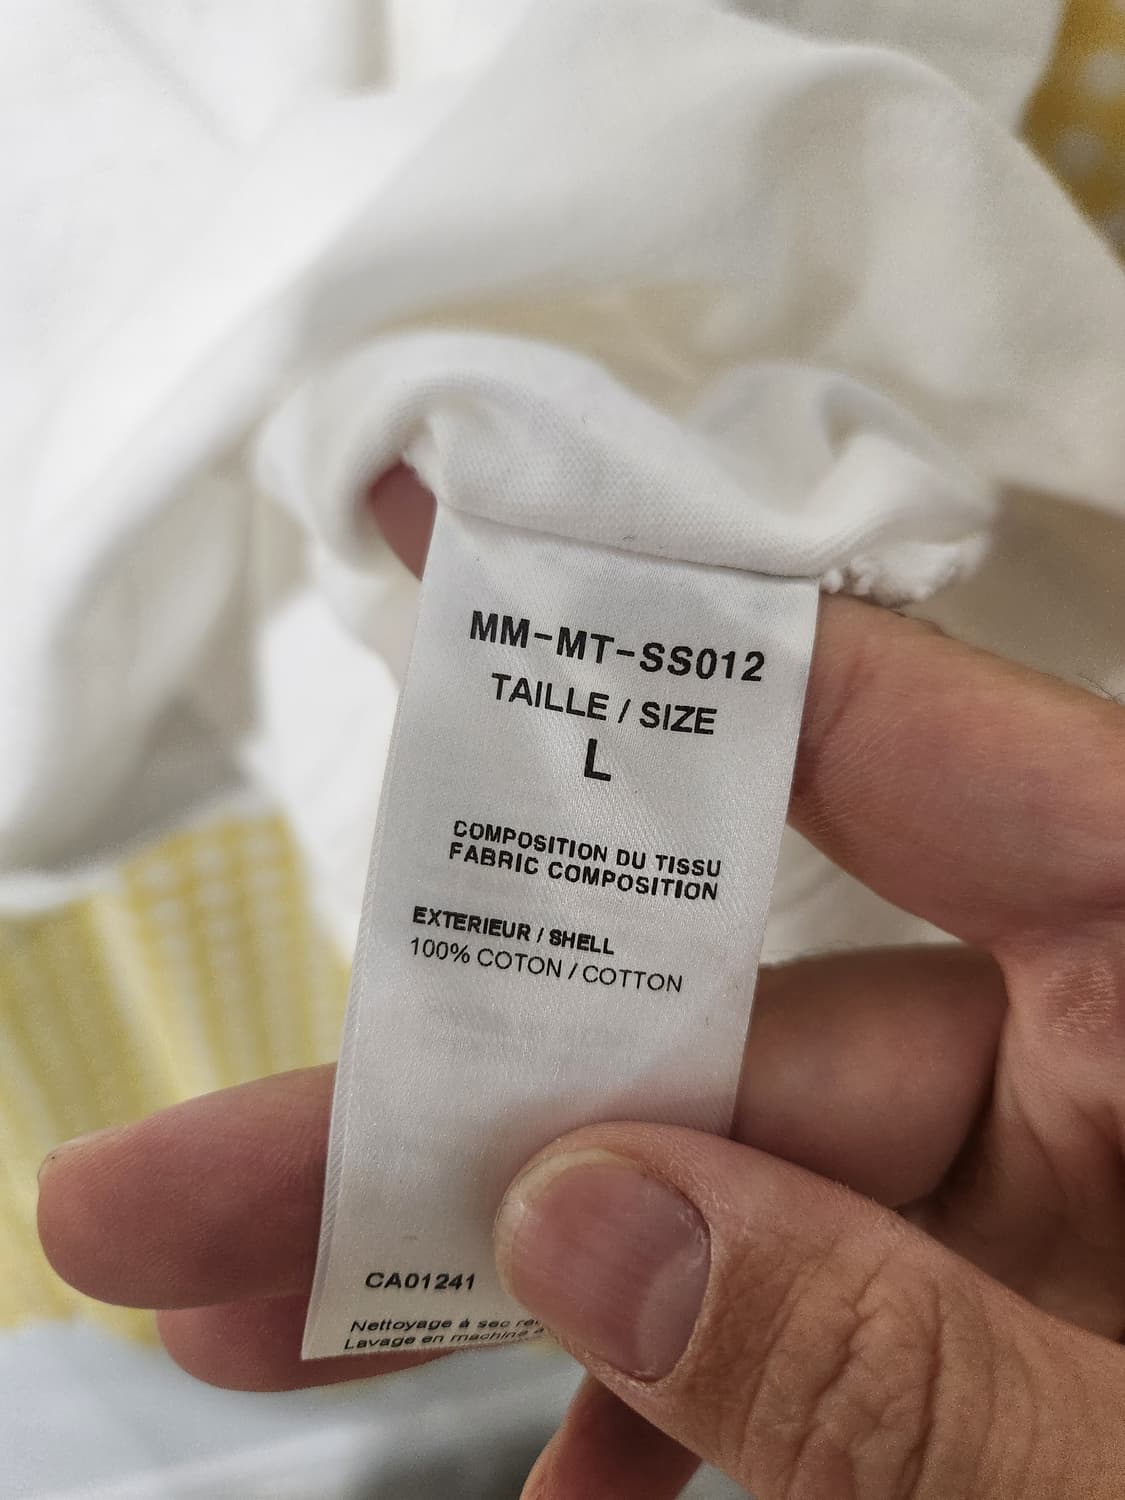 MM-MT-SS012
TAILLE / SIZE
L
COMPOSITION DU TISSU
FABRIC COMPOSITION
EXTERIEUR / SHELL
100% COTON / COTTON
CA01241
Nettoyage à sec
Lavage en machine